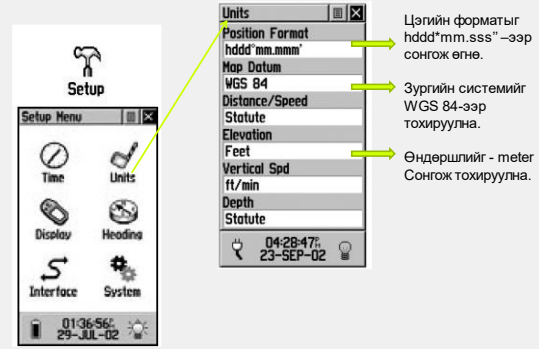 Setup
Setup Menu
Time
Units
Display
Heading
Interface
System
01:36:56
29-JUL-02
Units
Position Format
hddd°mm.mmm'
Map Datum
WGS 84
Distance/Speed
Statute
Elevation
Feet
Vertical Spd
ft/min
Depth
Statute
04:28:47
23-SEP-02
Цэгийн форматыг
hddd*mm.sss" –ээр
сонгож өгнө.
Зургийн системийг
WGS 84-ээр
тохируулна.
Өндөршлийг - meter
Сонгож тохируулна.